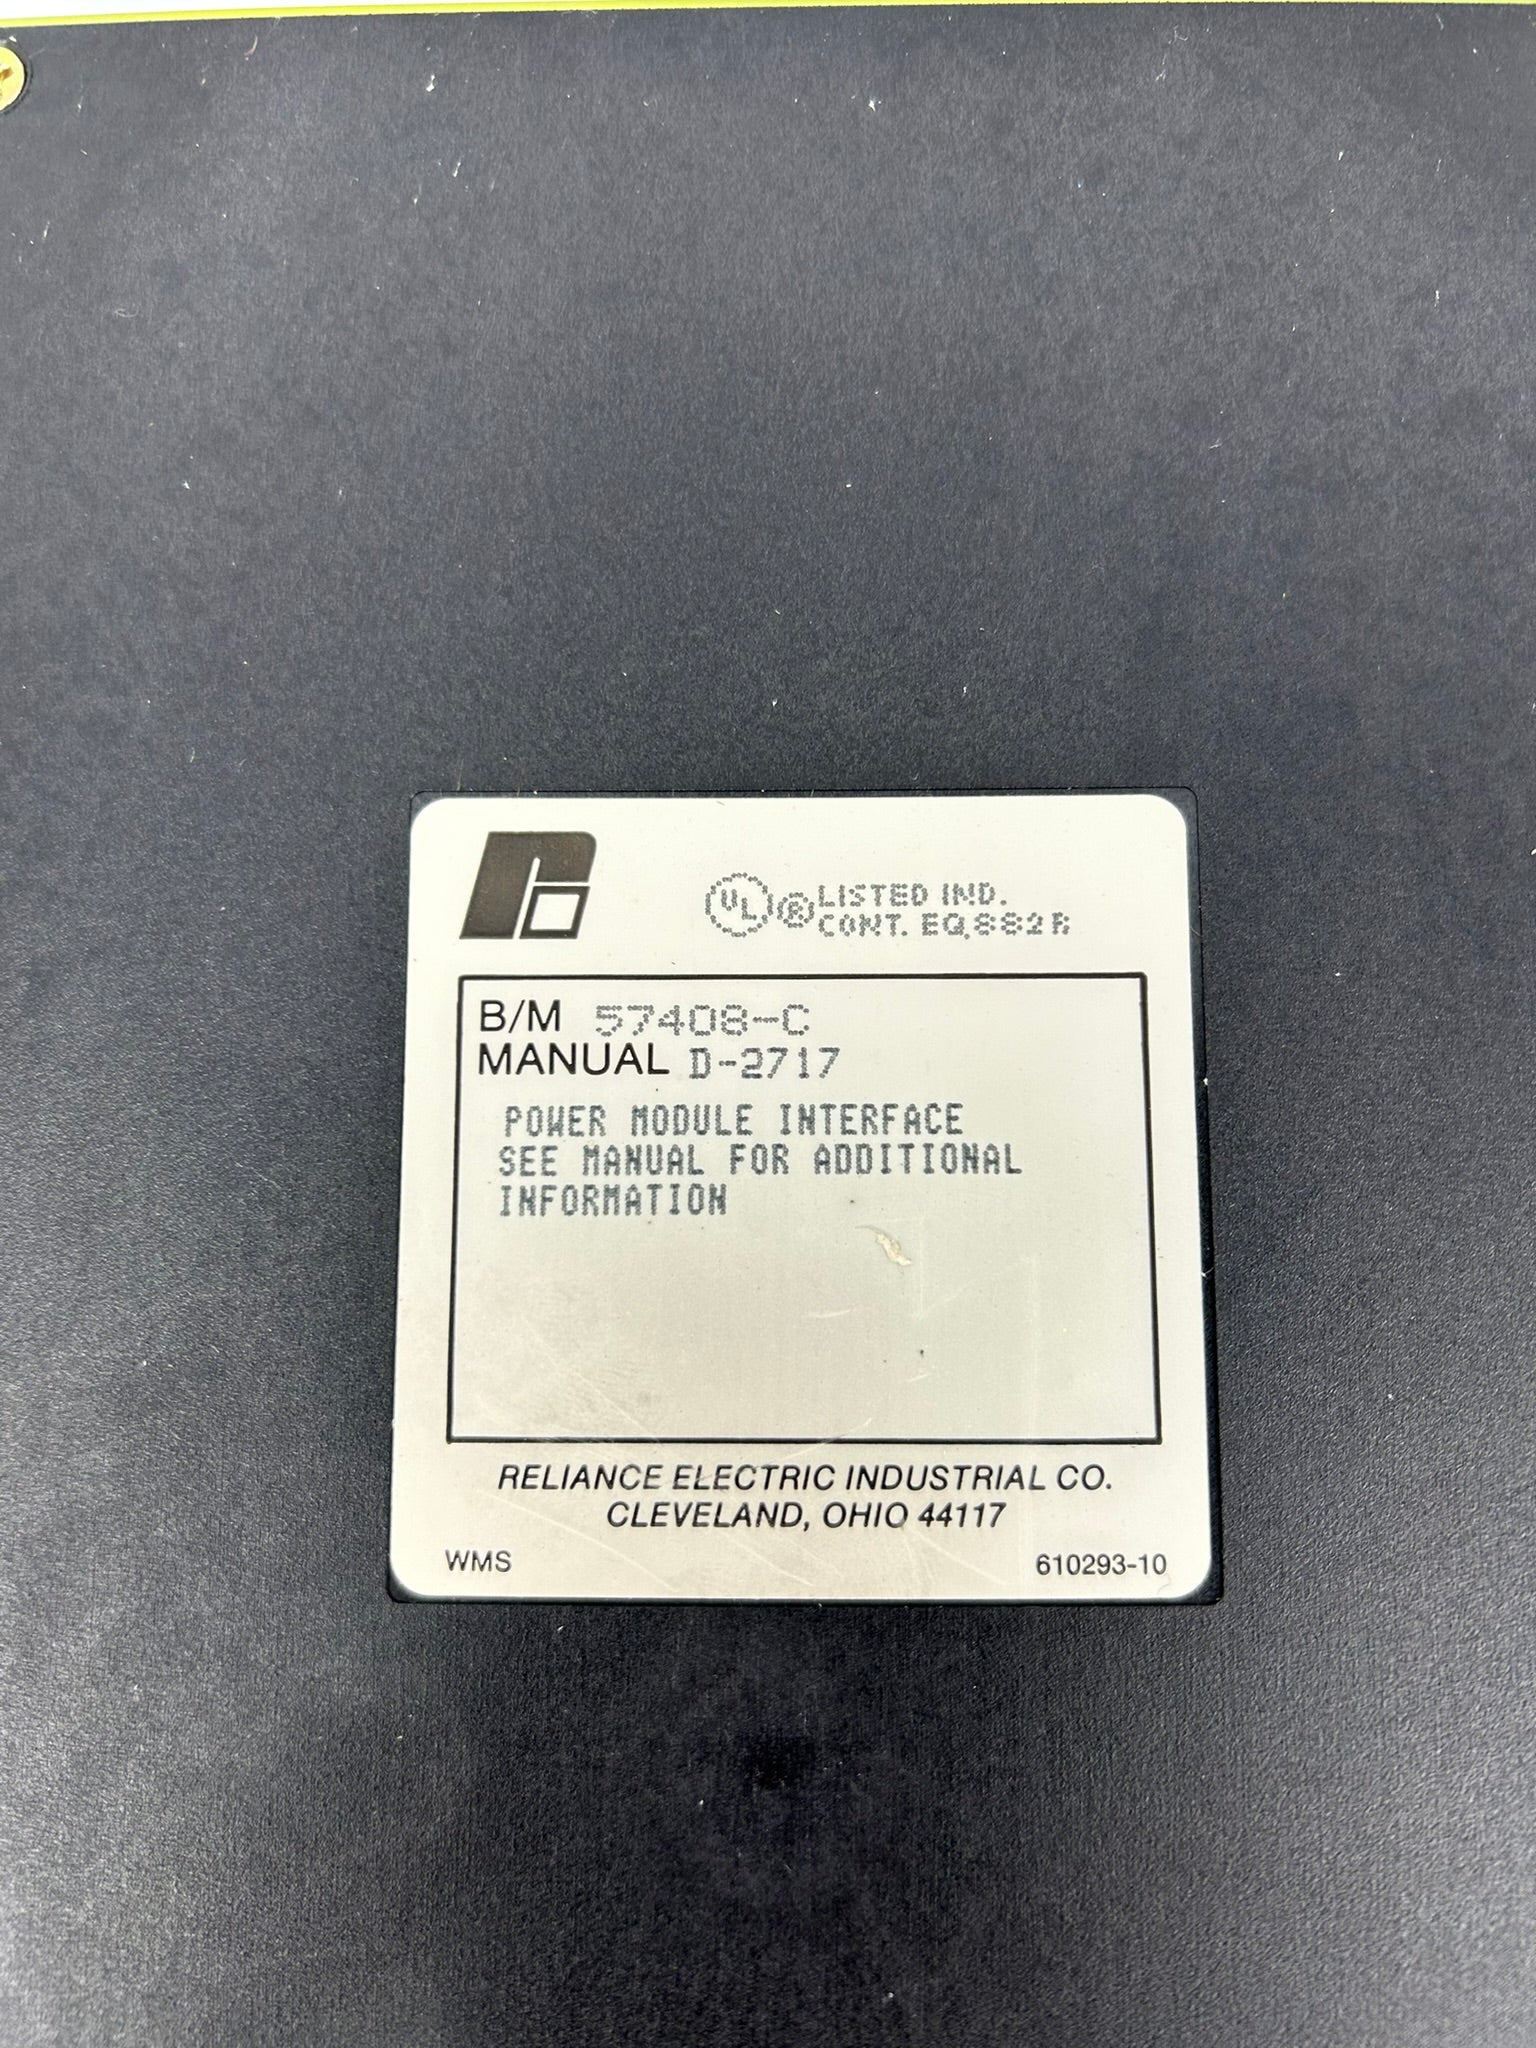 UL ® LISTED IND.
CONT. EQ.882B
B/M 57408-C
MANUAL D-2717
POWER MODULE INTERFACE
SEE MANUAL FOR ADDITIONAL
INFORMATION
RELIANCE ELECTRIC INDUSTRIAL CO.
CLEVELAND, OHIO 44117
WMS 610293-10